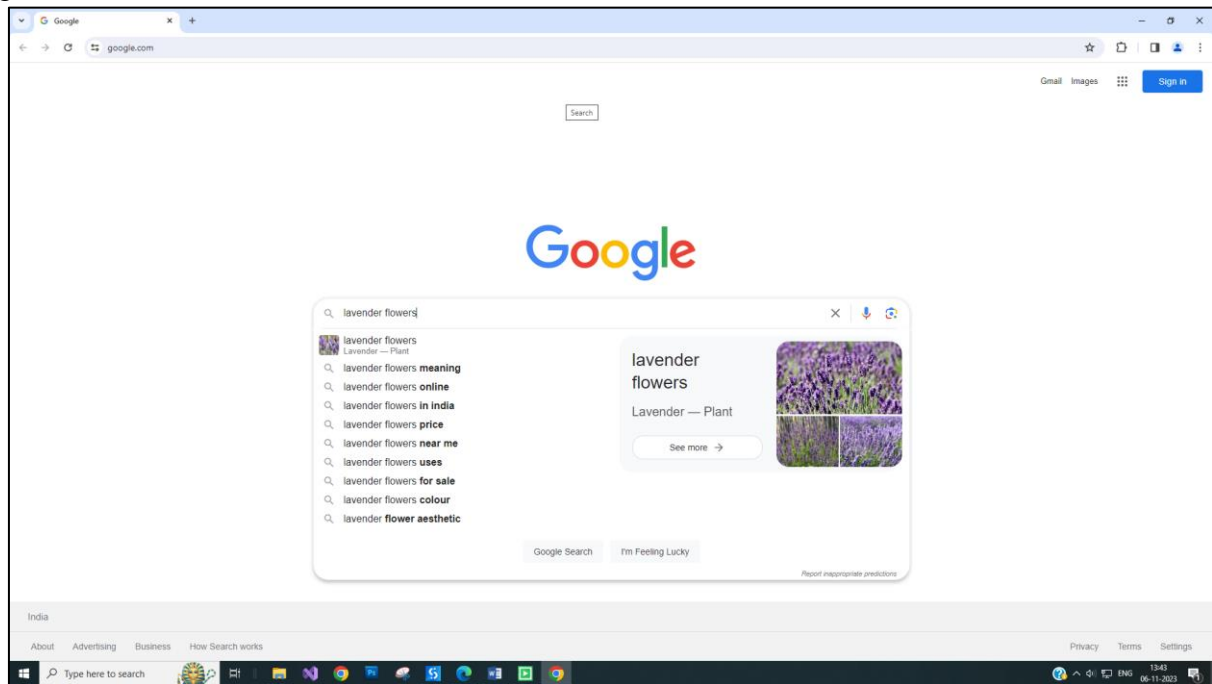 Google
google.com
Gmail Images Sign in
Search
Google
lavender flowers
lavender flowers
Lavender — Plant
lavender flowers meaning
lavender flowers online
lavender flowers in india
lavender flowers price
lavender flowers near me
lavender flowers uses
lavender flowers for sale
lavender flowers colour
lavender flower aesthetic
lavender
flowers
Lavender — Plant
See more →
Google Search I'm Feeling Lucky
Report inappropriate predictions
India
About Advertising Business How Search works Privacy Terms Settings
Type here to search
ENG
13:43
06-11-2023